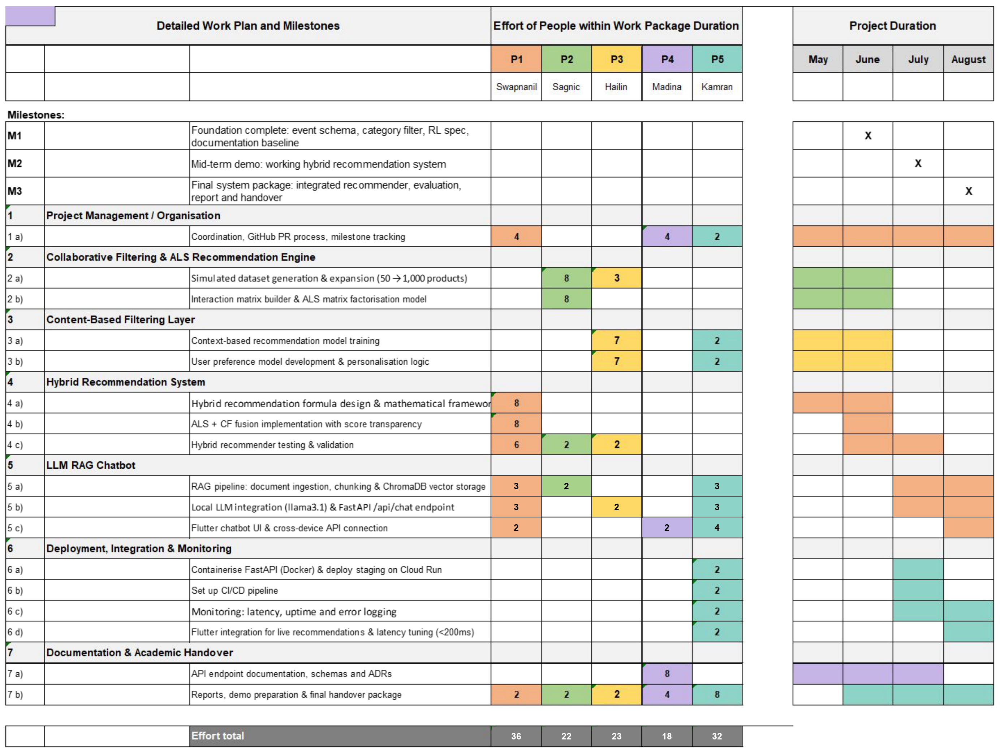 Detailed Work Plan and Milestones Effort of People within Work Package Duration Project Duration
P1 P2 P3 P4 P5 May June July August
Swapnanil Sagnic Hailin Madina Kamran
Milestones:
M1 Foundation complete: event schema, category filter, RL spec,
documentation baseline X
M2 Mid-term demo: working hybrid recommendation system X
M3 Final system package: integrated recommender, evaluation,
report and handover X
1 Project Management / Organisation
1 a) Coordination, GitHub PR process, milestone tracking 4 4 2
2 Collaborative Filtering & ALS Recommendation Engine
2 a) Simulated dataset generation & expansion (50 → 1,000 products) 8 3
2 b) Interaction matrix builder & ALS matrix factorisation model 8
3 Content-Based Filtering Layer
3 a) Context-based recommendation model training 7 2
3 b) User preference model development & personalisation logic 7 2
4 Hybrid Recommendation System
4 a) Hybrid recommendation formula design & mathematical framewor 8
4 b) ALS + CF fusion implementation with score transparency 8
4 c) Hybrid recommender testing & validation 6 2 2
5 LLM RAG Chatbot
5 a) RAG pipeline: document ingestion, chunking & ChromaDB vector storage 3 2 3
5 b) Local LLM integration (llama3.1) & FastAPI /api/chat endpoint 3 2 3
5 c) Flutter chatbot UI & cross-device API connection 2 2 4
6 Deployment, Integration & Monitoring
6 a) Containerise FastAPI (Docker) & deploy staging on Cloud Run 2
6 b) Set up CI/CD pipeline 2
6 c) Monitoring: latency, uptime and error logging 2
6 d) Flutter integration for live recommendations & latency tuning (<200ms) 2
7 Documentation & Academic Handover
7 a) API endpoint documentation, schemas and ADRs 8
7 b) Reports, demo preparation & final handover package 2 2 2 4 8
Effort total 36 22 23 18 32